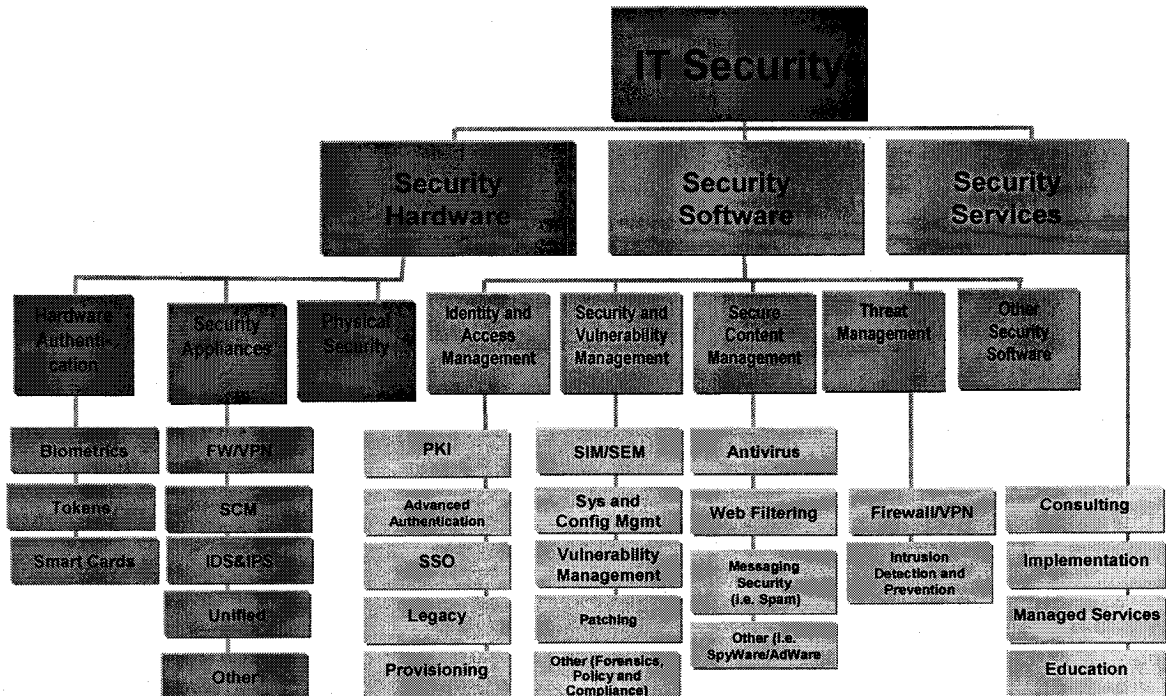 IT Security
Security
Hardware
Security
Software
Security
Services
Hardware
Authenti-
cation
Security
Appliances
Physical
Security
Identity and
Access
Management
Security and
Vulnerability
Management
Secure
Content
Management
Threat
Management
Other
Security
Software
Biometrics
Tokens
Smart Cards
FW/VPN
SCM
IDS&IPS
Unified
Other
PKI
Advanced
Authentication
SSO
Legacy
Provisioning
SIM/SEM
Sys and
Config Mgmt
Vulnerability
Management
Patching
Other (Forensics,
Policy and
Compliance)
Antivirus
Web Filtering
Messaging
Security
(i.e. Spam)
Other (i.e.
SpyWare/AdWare
Firewall/VPN
Intrusion
Detection and
Prevention
Consulting
Implementation
Managed Services
Education